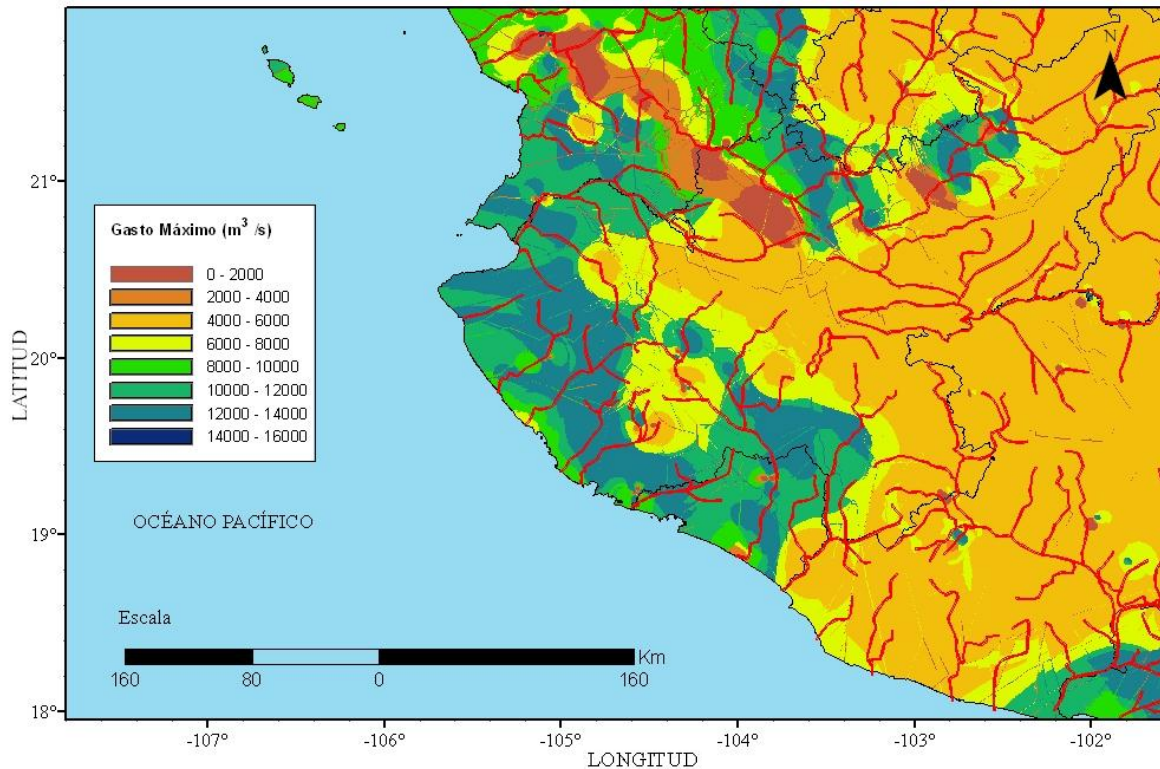 N
21°
20°
19°
18°
LATITUD
Gasto Máximo (m³ /s)
0 - 2000
2000 - 4000
4000 - 6000
6000 - 8000
8000 - 10000
10000 - 12000
12000 - 14000
14000 - 16000
OCÉANO PACÍFICO
Escala
160 80 0 160 Km
-107° -106° -105° -104° -103° -102°
LONGITUD